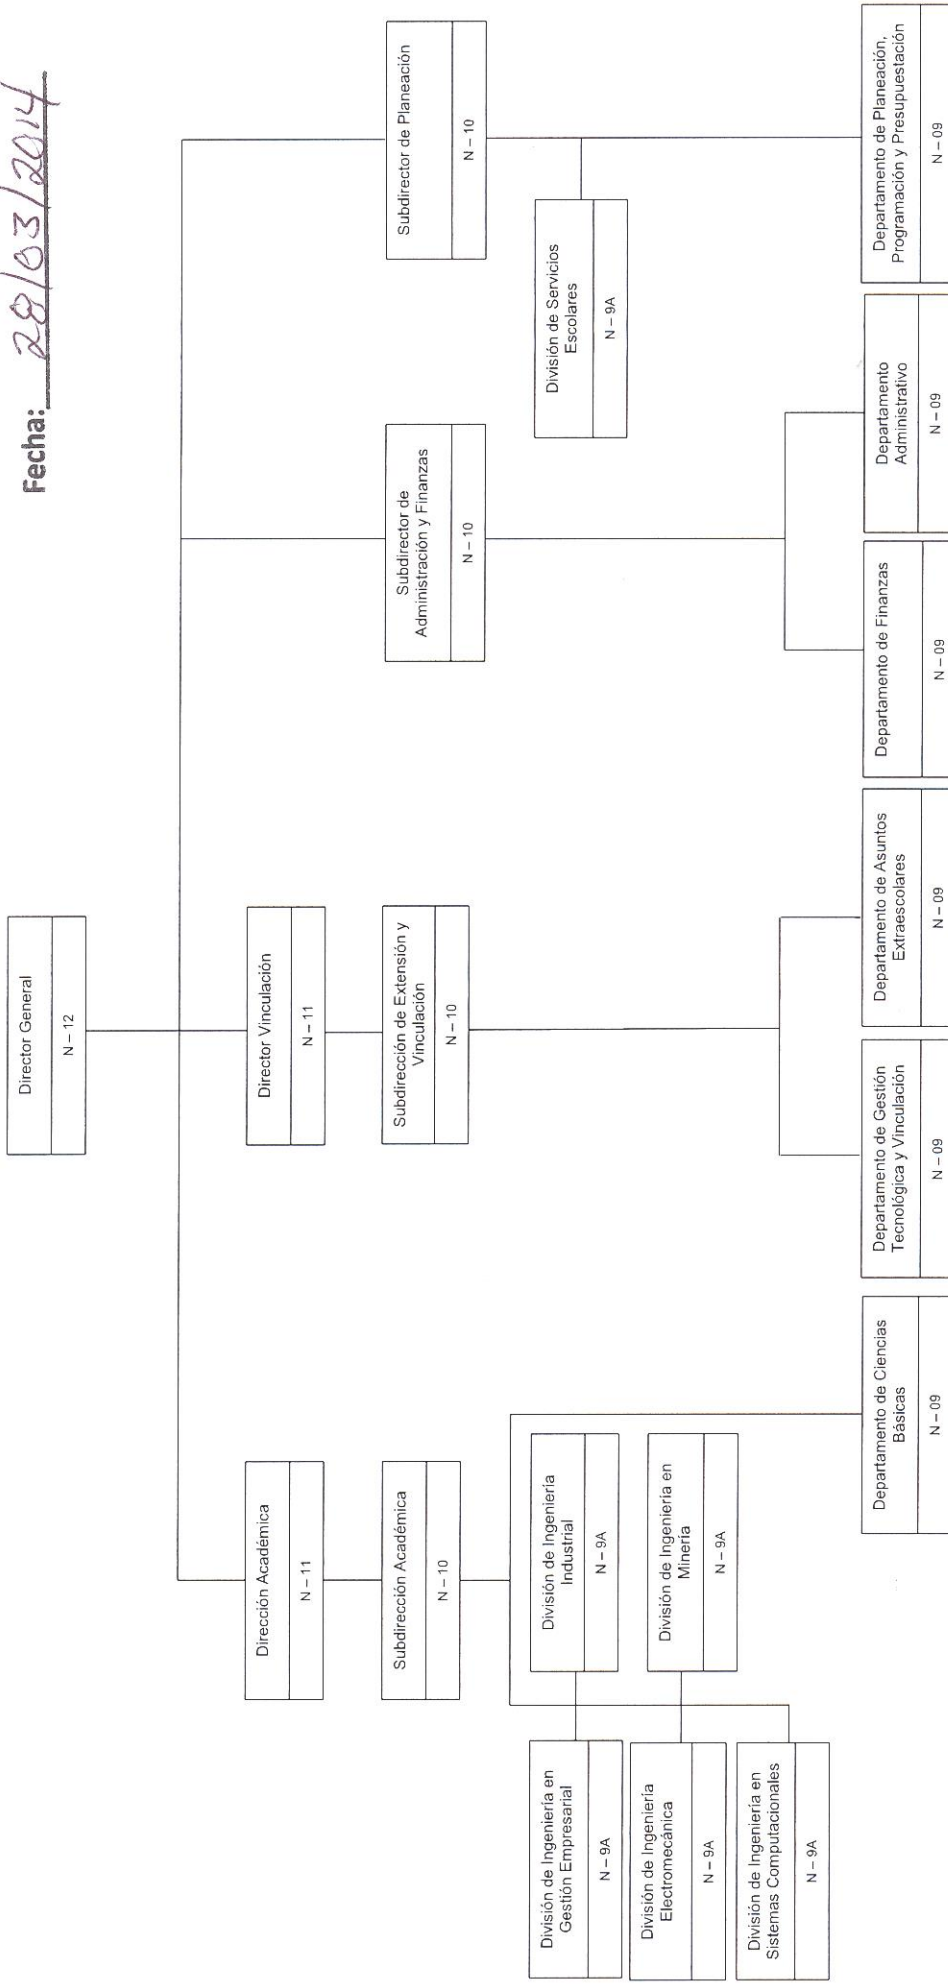 Fecha: 28/03/2014
Director General
N – 12
Dirección Académica
N – 11
Director Vinculación
N – 11
Subdirección Académica
N – 10
Subdirección de Extensión y
Vinculación
N – 10
Subdirector de
Administración y Finanzas
N – 10
Subdirector de Planeación
N – 10
División de Ingeniería en
Gestión Empresarial
N – 9A
División de Ingeniería
Industrial
N – 9A
División de Servicios
Escolares
N – 9A
División de Ingeniería
Electromecánica
N – 9A
División de Ingeniería en
Minería
N – 9A
División de Ingeniería en
Sistemas Computacionales
N – 9A
Departamento de Ciencias
Básicas
N – 09
Departamento de Gestión
Tecnológica y Vinculación
N – 09
Departamento de Asuntos
Extraescolares
N – 09
Departamento de Finanzas
N – 09
Departamento
Administrativo
N – 09
Departamento de Planeación,
Programación y Presupuestación
N – 09